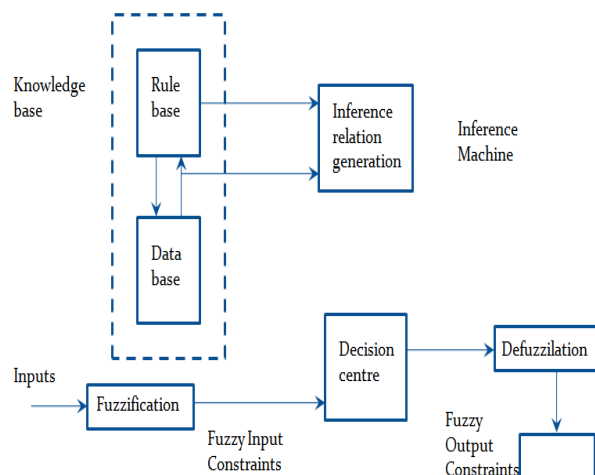 Knowledge
base
Rule
base
Inference
relation
generation
Inference
Machine
Data
base
Decision
centre
Defuzzilation
Inputs
Fuzzification
Fuzzy Input
Constraints
Fuzzy
Output
Constraints